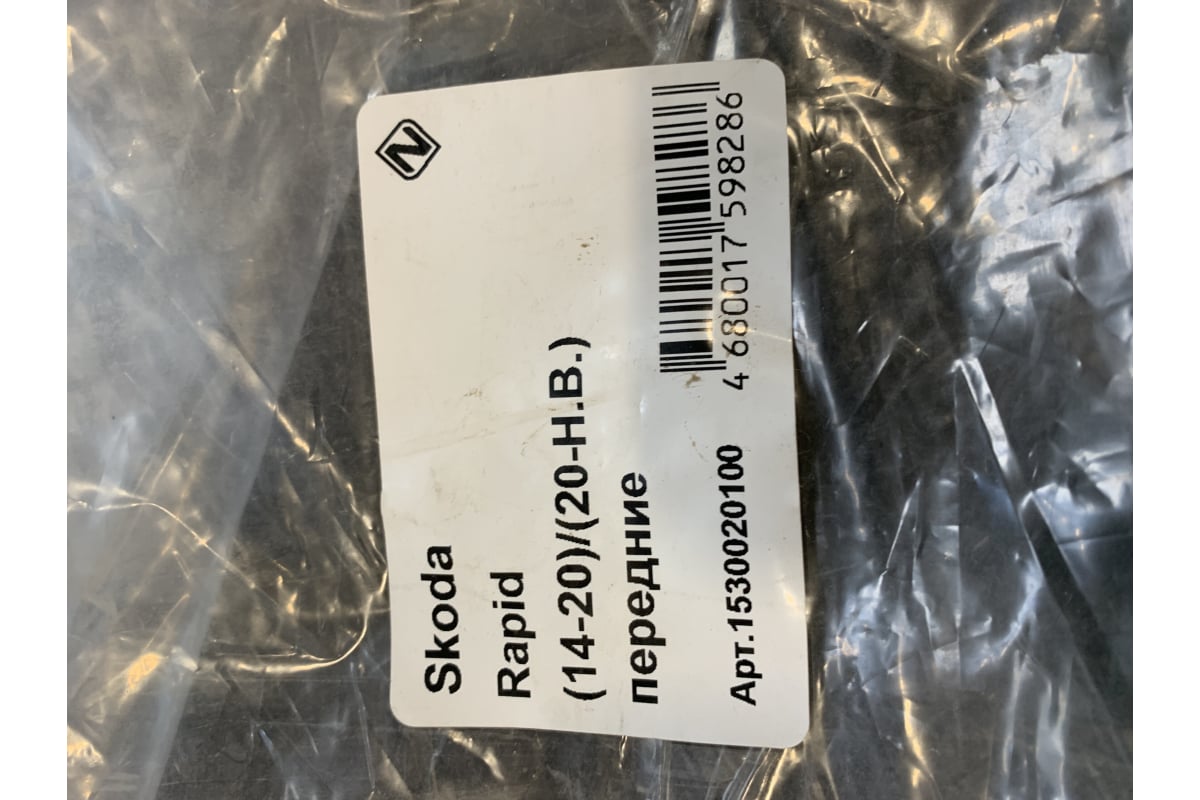 N
Skoda
Rapid
(14-20)/(20-Н.В.)
передние
Арт.1530020100
4 680017 598286